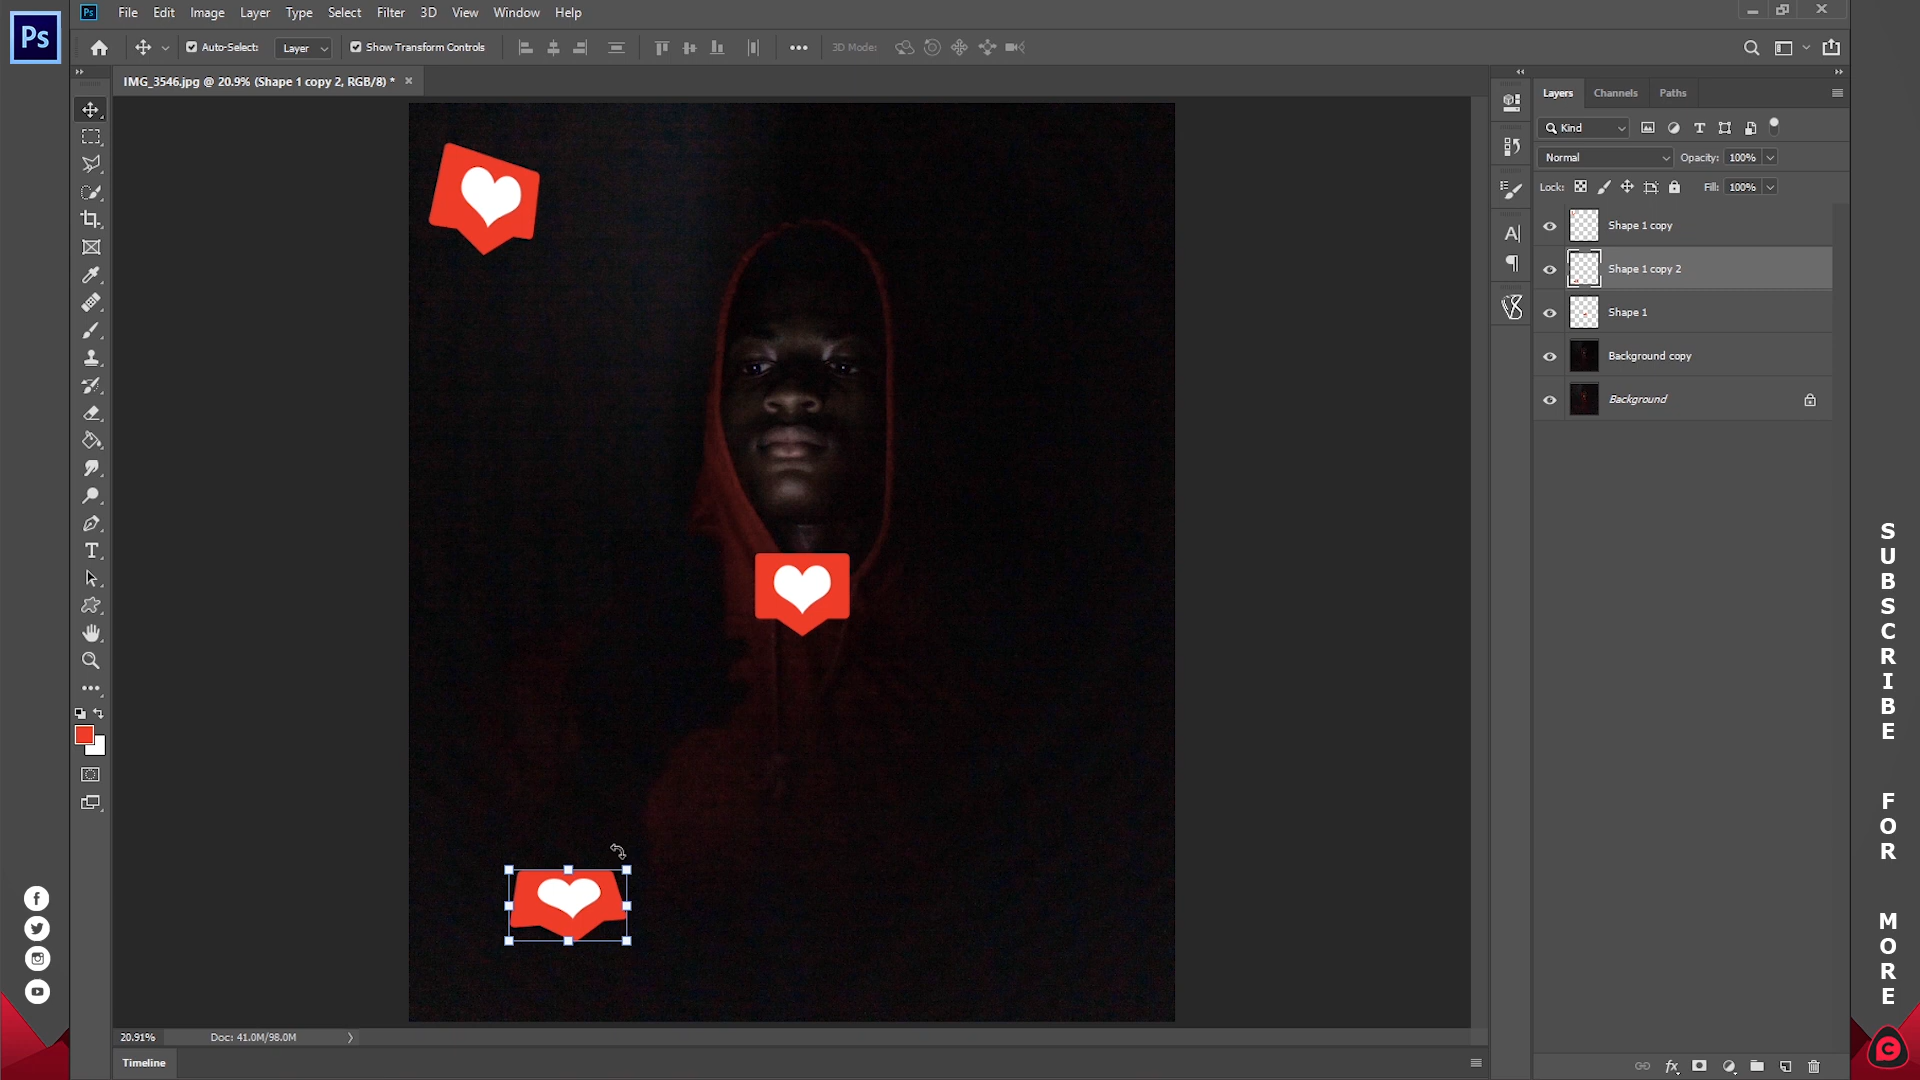 Ps
Ps File Edit Image Layer Type Select Filter 3D View Window Help
Auto-Select: Layer Show Transform Controls 3D Mode:
IMG_3546.jpg @ 20.9% (Shape 1 copy 2, RGB/8) * ×
Layers Channels Paths
Kind
Normal Opacity: 100%
Lock: Fill: 100%
Shape 1 copy
Shape 1 copy 2
Shape 1
Background copy
Background
SUBSCRIBE FOR MORE
20.91% Doc: 41.0M/98.0M
Timeline